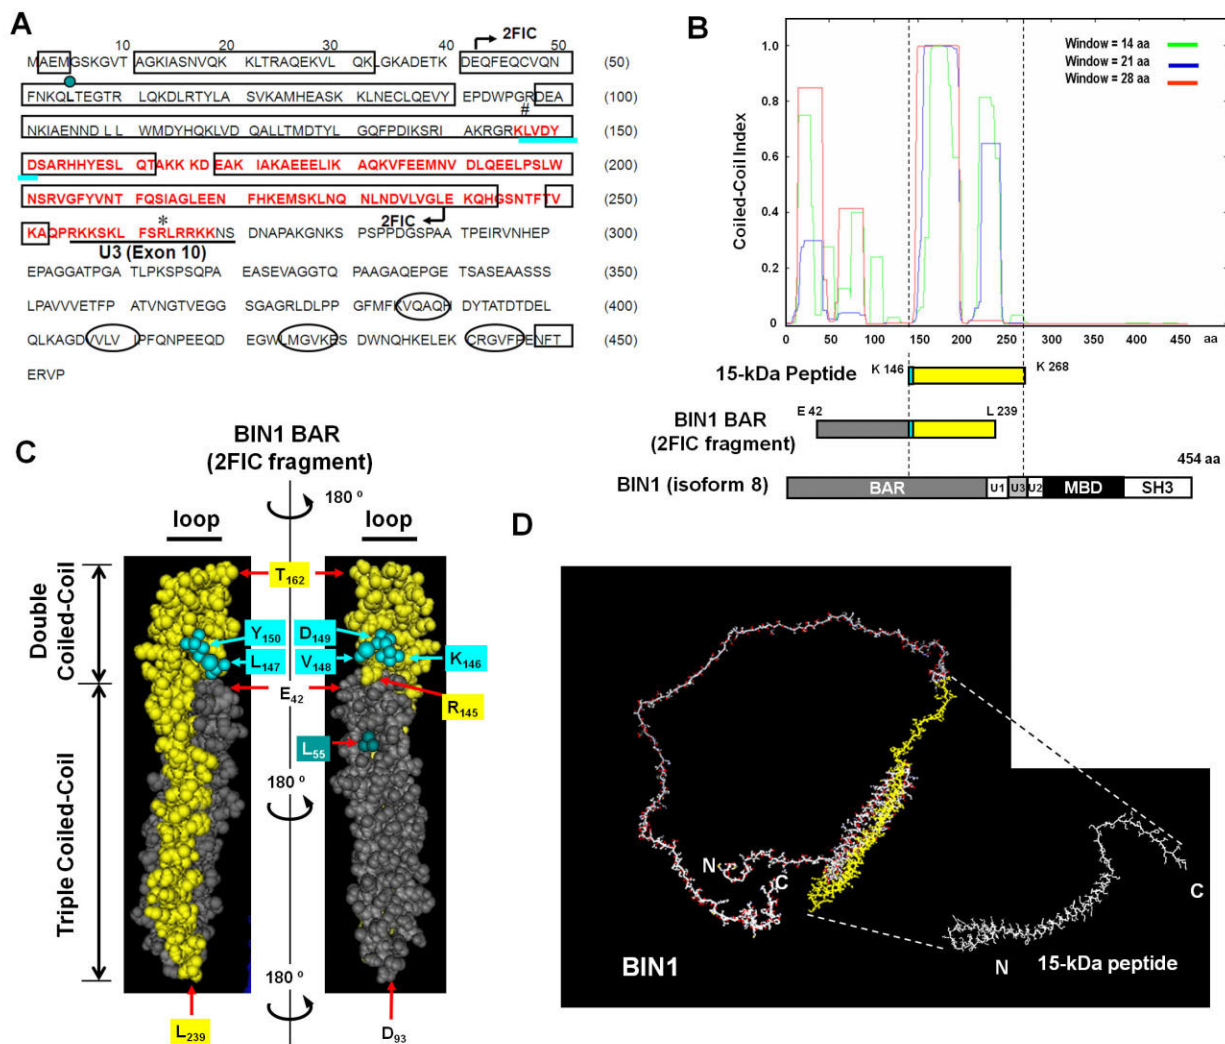 A
10 20 30 40 2FIC 50
MAEMGSKGVT AGKIASNVQK KLTRAQEKVL QKLGKADETK DEQFEQCVQN (50)
FNKQLTEGTR LQKDLRTYLA SVKAMHEASK KLNECLQEVY EPDWPGRDEA (100)
#
NKIAENND L L WMDYHQKLVD QALLTMDTYL GQFPDIKSRI AKRGRKLVDY (150)
DSARHHYESL QTAKK KD EAK IAKAEEELIK AQKVFEEMNV DLQEELPSLW (200)
NSRVGFYVNT FQSIAGLEEN FHKEMSKLNQ NLNDVLVGLE KQHGSNTFTV (250)
* 2FIC
KAQPRKKSKL FSRLRRKKNS DNAPAKGNKS PSPPDGSPAA TPEIRVNHEP (300)
U3 (Exon 10)
EPAGGATPGA TLPKSPSQPA EASEVAGGTQ PAAGAQEPGE TSASEAASSS (350)
LPAVVVETFP ATVNGTVEGG SGAGRLDLPP GFMFKVQAQH DYTATDTDEL (400)
QLKAGDVVLV IPFQNPEEQD EGWLMGVKES DWNQHKELEK CRGVFPENFT (450)
ERVP
B
Coiled-Coil Index
1.0
0.8
0.6
0.4
0.2
0
Window = 14 aa
Window = 21 aa
Window = 28 aa
0 50 100 150 200 250 300 350 400 450 aa
15-kDa Peptide K 146 K 268
E 42 L 239
BIN1 BAR
(2FIC fragment)
454 aa
BIN1 (isoform 8) BAR U1 U3 U2 MBD SH3
C
BIN1 BAR
(2FIC fragment)
180 º
loop loop
Double Coiled-Coil
Triple Coiled-Coil
T162
Y150 D149
L147 V148 K146
E42
R145
L55
180 º
180 º
L239 D93
D
N
C
BIN1
N
C
15-kDa peptide